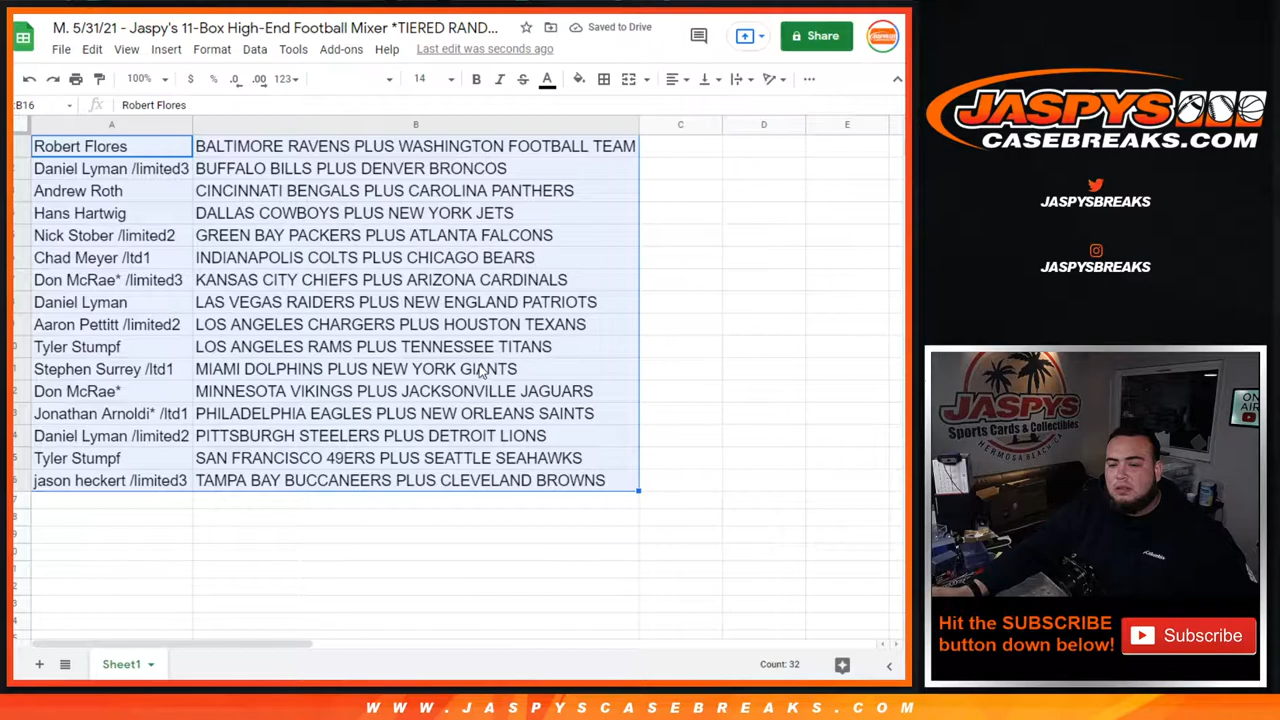 M. 5/31/21 - Jaspy's 11-Box High-End Football Mixer *TIERED RAND...
Saved to Drive
Share
File Edit View Insert Format Data Tools Add-ons Help Last edit was seconds ago
100% $ % .0 .00 123 14 B I S A
:B16 fx Robert Flores
A B C D E
Robert Flores BALTIMORE RAVENS PLUS WASHINGTON FOOTBALL TEAM
Daniel Lyman /limited3 BUFFALO BILLS PLUS DENVER BRONCOS
Andrew Roth CINCINNATI BENGALS PLUS CAROLINA PANTHERS
Hans Hartwig DALLAS COWBOYS PLUS NEW YORK JETS
Nick Stober /limited2 GREEN BAY PACKERS PLUS ATLANTA FALCONS
Chad Meyer /ltd1 INDIANAPOLIS COLTS PLUS CHICAGO BEARS
Don McRae* /limited3 KANSAS CITY CHIEFS PLUS ARIZONA CARDINALS
Daniel Lyman LAS VEGAS RAIDERS PLUS NEW ENGLAND PATRIOTS
Aaron Pettitt /limited2 LOS ANGELES CHARGERS PLUS HOUSTON TEXANS
Tyler Stumpf LOS ANGELES RAMS PLUS TENNESSEE TITANS
Stephen Surrey /ltd1 MIAMI DOLPHINS PLUS NEW YORK GIANTS
Don McRae* MINNESOTA VIKINGS PLUS JACKSONVILLE JAGUARS
Jonathan Arnoldi* /ltd1 PHILADELPHIA EAGLES PLUS NEW ORLEANS SAINTS
Daniel Lyman /limited2 PITTSBURGH STEELERS PLUS DETROIT LIONS
Tyler Stumpf SAN FRANCISCO 49ERS PLUS SEATTLE SEAHAWKS
jason heckert /limited3 TAMPA BAY BUCCANEERS PLUS CLEVELAND BROWNS
Sheet1
Count: 32
JASPYS
CASEBREAKS.COM
JASPYSBREAKS
JASPYSBREAKS
JASPYS
Sports Cards & Collectibles
HERMOSA BEACH, CA
ON
AIR
Columbia
Hit the SUBSCRIBE
button down below!
Subscribe
WWW.JASPYSCASEBREAKS.COM